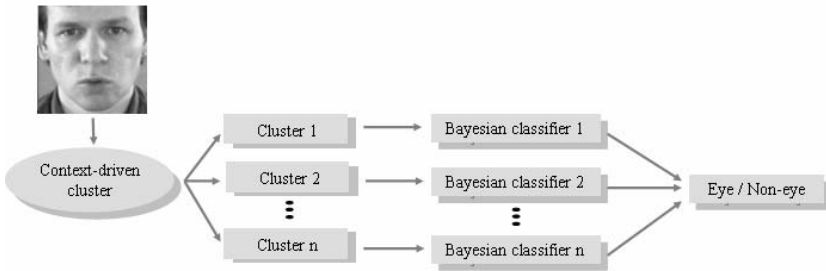 Context-driven
cluster
Cluster 1
Bayesian classifier 1
Cluster 2
Bayesian classifier 2
Eye / Non-eye
Cluster n
Bayesian classifier n